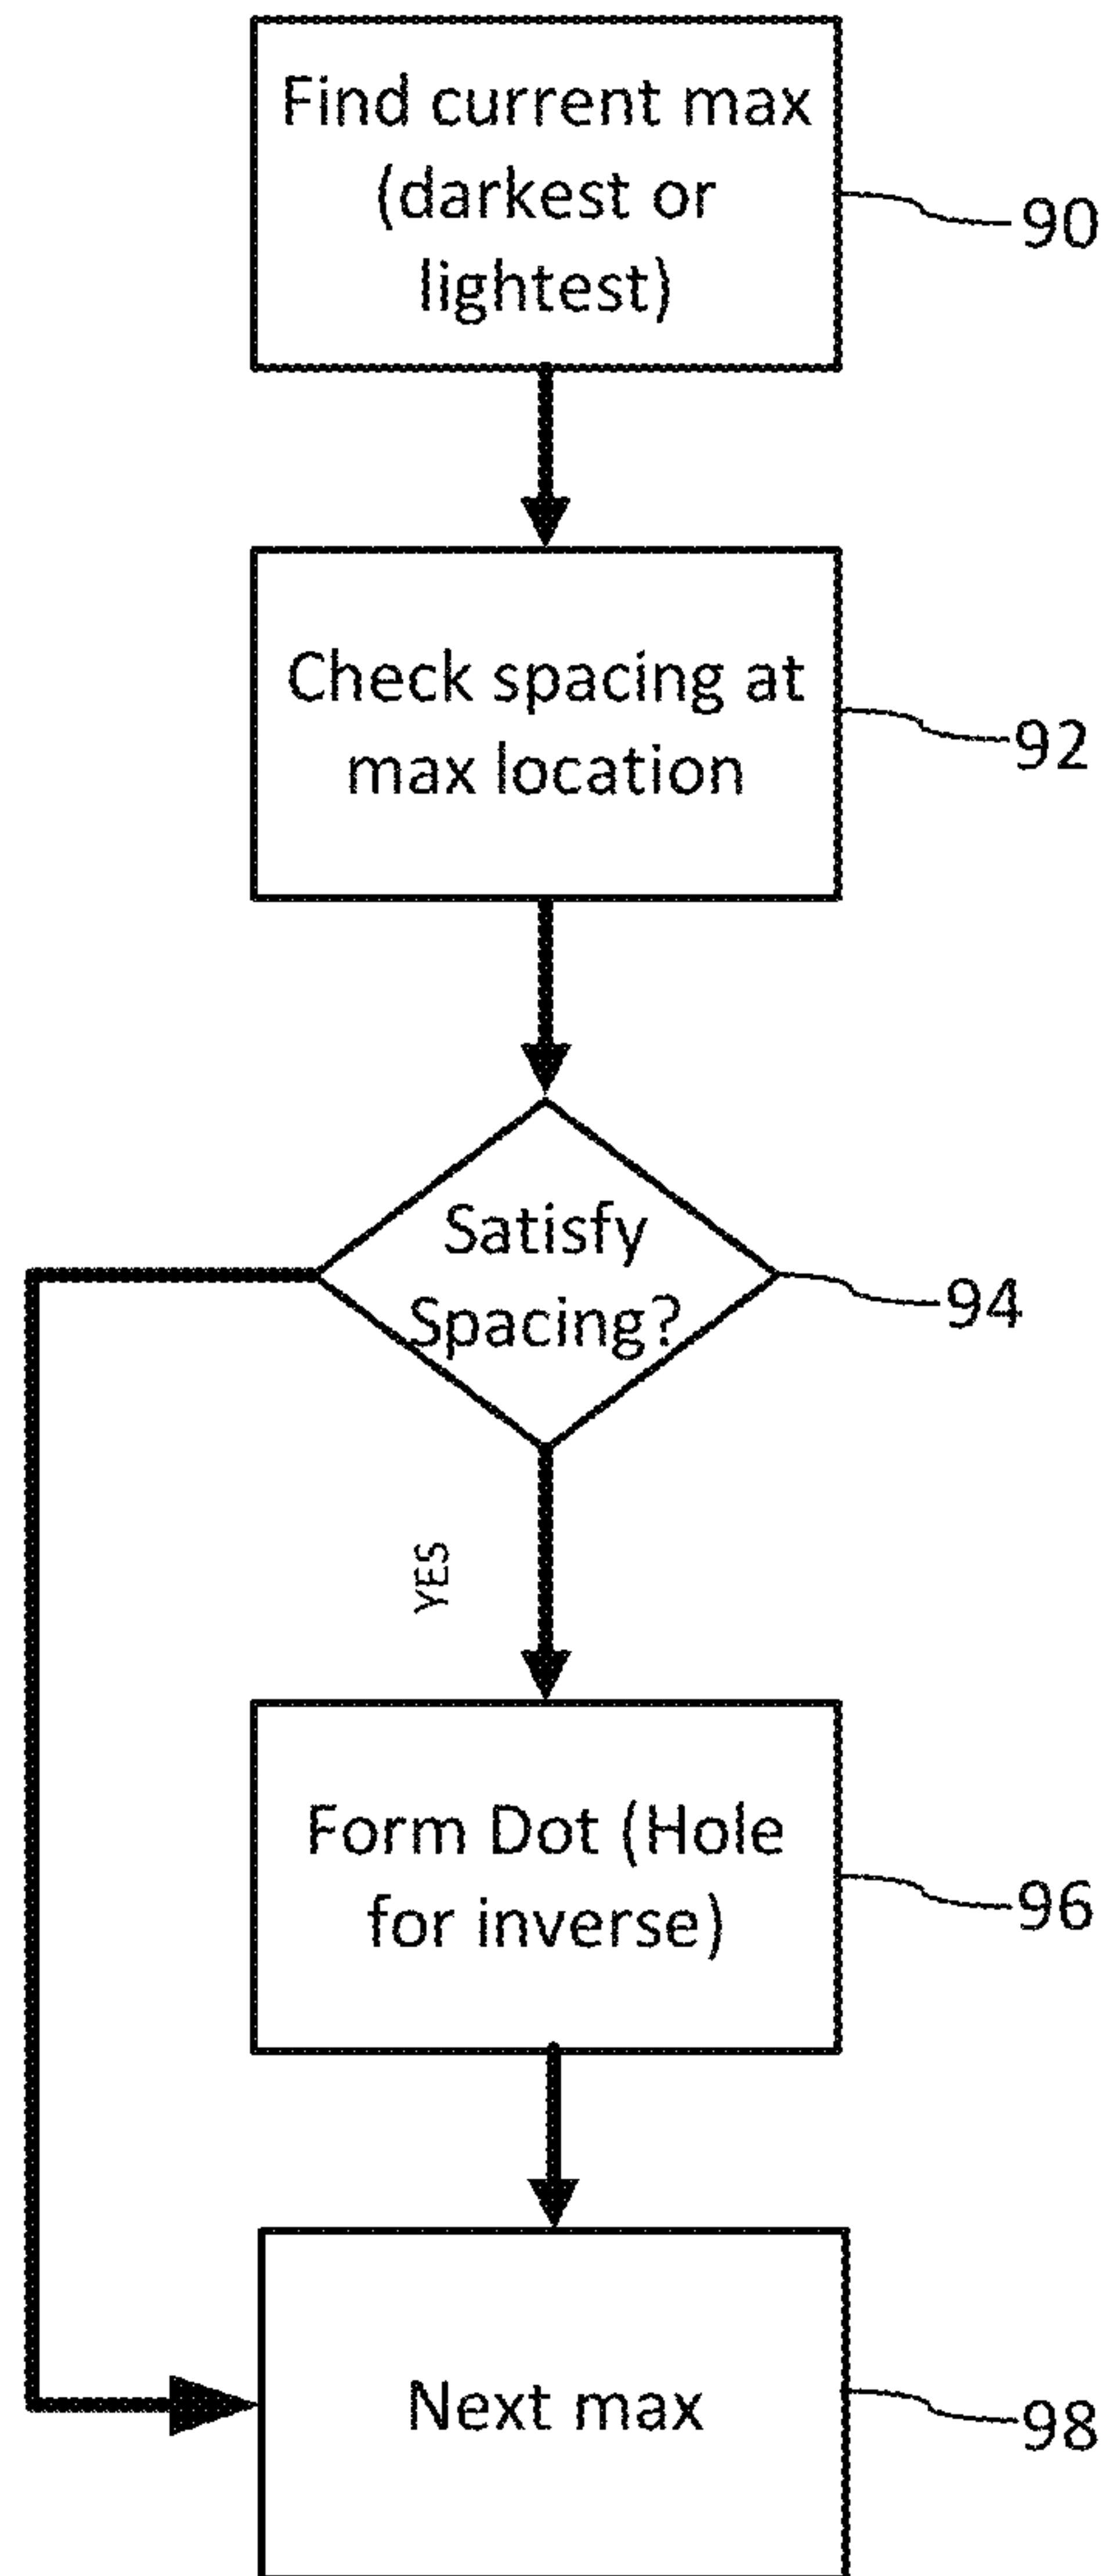 Find current max
(darkest or
lightest)
90
Check spacing at
max location
92
Satisfy
Spacing?
94
YES
Form Dot (Hole
for inverse)
96
Next max
98